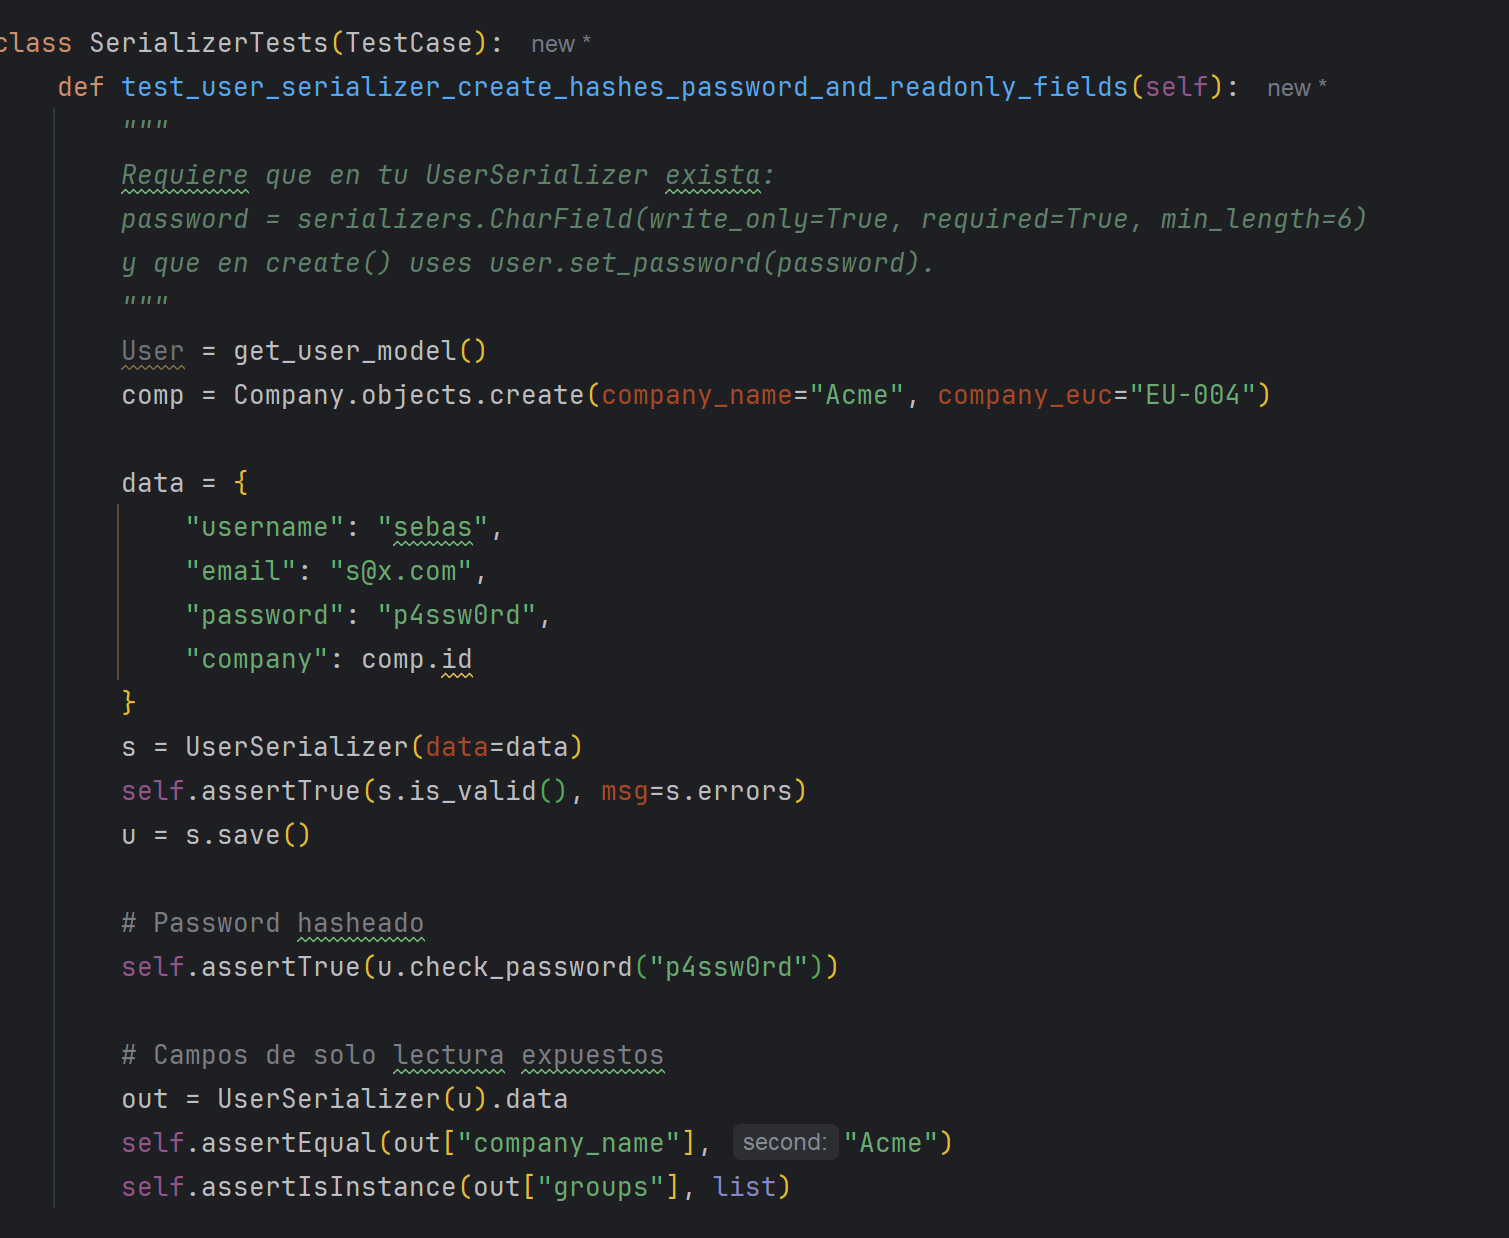 class SerializerTests(TestCase): new *
def test_user_serializer_create_hashes_password_and_readonly_fields(self): new *
"""
Requiere que en tu UserSerializer exista:
password = serializers.CharField(write_only=True, required=True, min_length=6)
y que en create() uses user.set_password(password).
"""
User = get_user_model()
comp = Company.objects.create(company_name="Acme", company_euc="EU-004")
data = {
"username": "sebas",
"email": "s@x.com",
"password": "p4ssw0rd",
"company": comp.id
}
s = UserSerializer(data=data)
self.assertTrue(s.is_valid(), msg=s.errors)
u = s.save()
# Password hasheado
self.assertTrue(u.check_password("p4ssw0rd"))
# Campos de solo lectura expuestos
out = UserSerializer(u).data
self.assertEqual(out["company_name"], second: "Acme")
self.assertIsInstance(out["groups"], list)